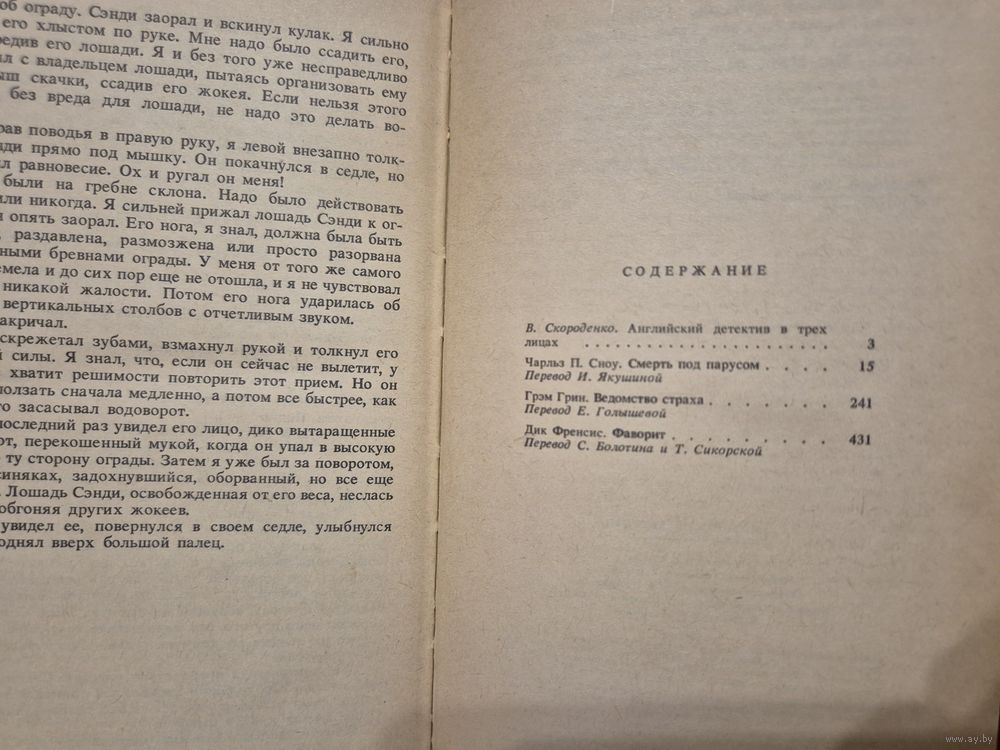 об ограду. Сэнди заорал и вскинул кулак. Я сильно
его хлыстом по руке. Мне надо было ссадить его,
его лошади. Я и без того уже несправедливо
с владельцем лошади, пытаясь организовать ему
скачки, ссадив его жокея. Если нельзя этого
без вреда для лошади, не надо это делать во-
поводья в правую руку, я левой внезапно толк-
прямо под мышку. Он покачнулся в седле, но
равновесие. Ох и ругал он меня!
были на гребне склона. Надо было действовать
или никогда. Я сильней прижал лошадь Сэнди к ог-
опять заорал. Его нога, я знал, должна была быть
раздавлена, размозжена или просто разорвана
бревнами ограды. У меня от того же самого
и до сих пор еще не отошла, и я не чувствовал
никакой жалости. Потом его нога ударилась об
вертикальных столбов с отчетливым звуком.
акричал.
скрежетал зубами, взмахнул рукой и толкнул его
силы. Я знал, что, если он сейчас не вылетит, у
хватит решимости повторить этот прием. Но он
ползать сначала медленно, а потом все быстрее, как
засасывал водоворот.
последний раз увидел его лицо, дико вытаращенные
перекошенный мукой, когда он упал в высокую
ту сторону ограды. Затем я уже был за поворотом,
синяках, задохнувшийся, оборванный, но все еще
Лошадь Сэнди, освобожденная от его веса, неслась
обгоняя других жокеев.
увидел ее, повернулся в своем седле, улыбнулся
однял вверх большой палец.
СОДЕРЖАНИЕ
В. Скороденко. Английский детектив в трех
лицах . . . . . . . . . . . . . . . . . . . . . 3
Чарльз П. Сноу. Смерть под парусом . . . . 15
Перевод И. Якушиной
Грэм Грин. Ведомство страха . . . . . . . 241
Перевод Е. Голышевой
Дик Френсис. Фаворит . . . . . . . . . 431
Перевод С. Болотина и Т. Сикорской
www.ay.by